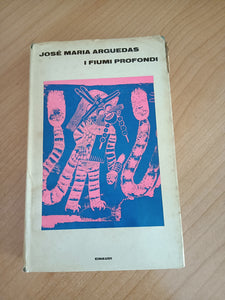 JOSÉ MARIA ARGUEDAS
I FIUMI PROFONDI
EINAUDI